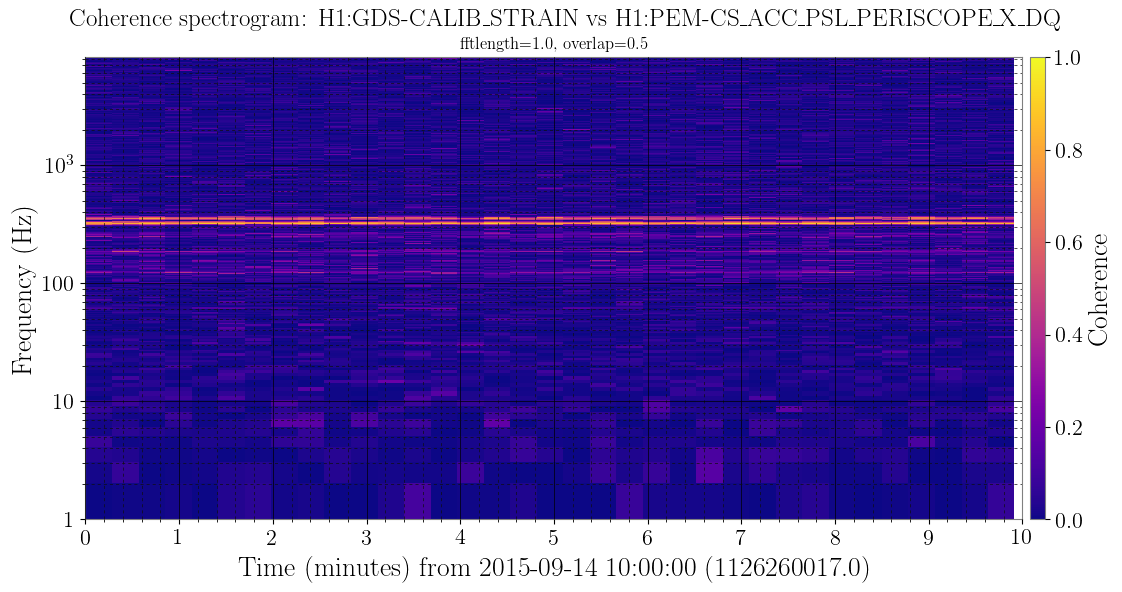 Coherence spectrogram: H1:GDS-CALIB_STRAIN vs H1:PEM-CS_ACC_PSL_PERISCOPE_X_DQ
fftlength=1.0, overlap=0.5
Frequency (Hz)
10³
100
10
1
0 1 2 3 4 5 6 7 8 9 10
Time (minutes) from 2015-09-14 10:00:00 (1126260017.0)
1.0
0.8
0.6
0.4
0.2
0.0
Coherence